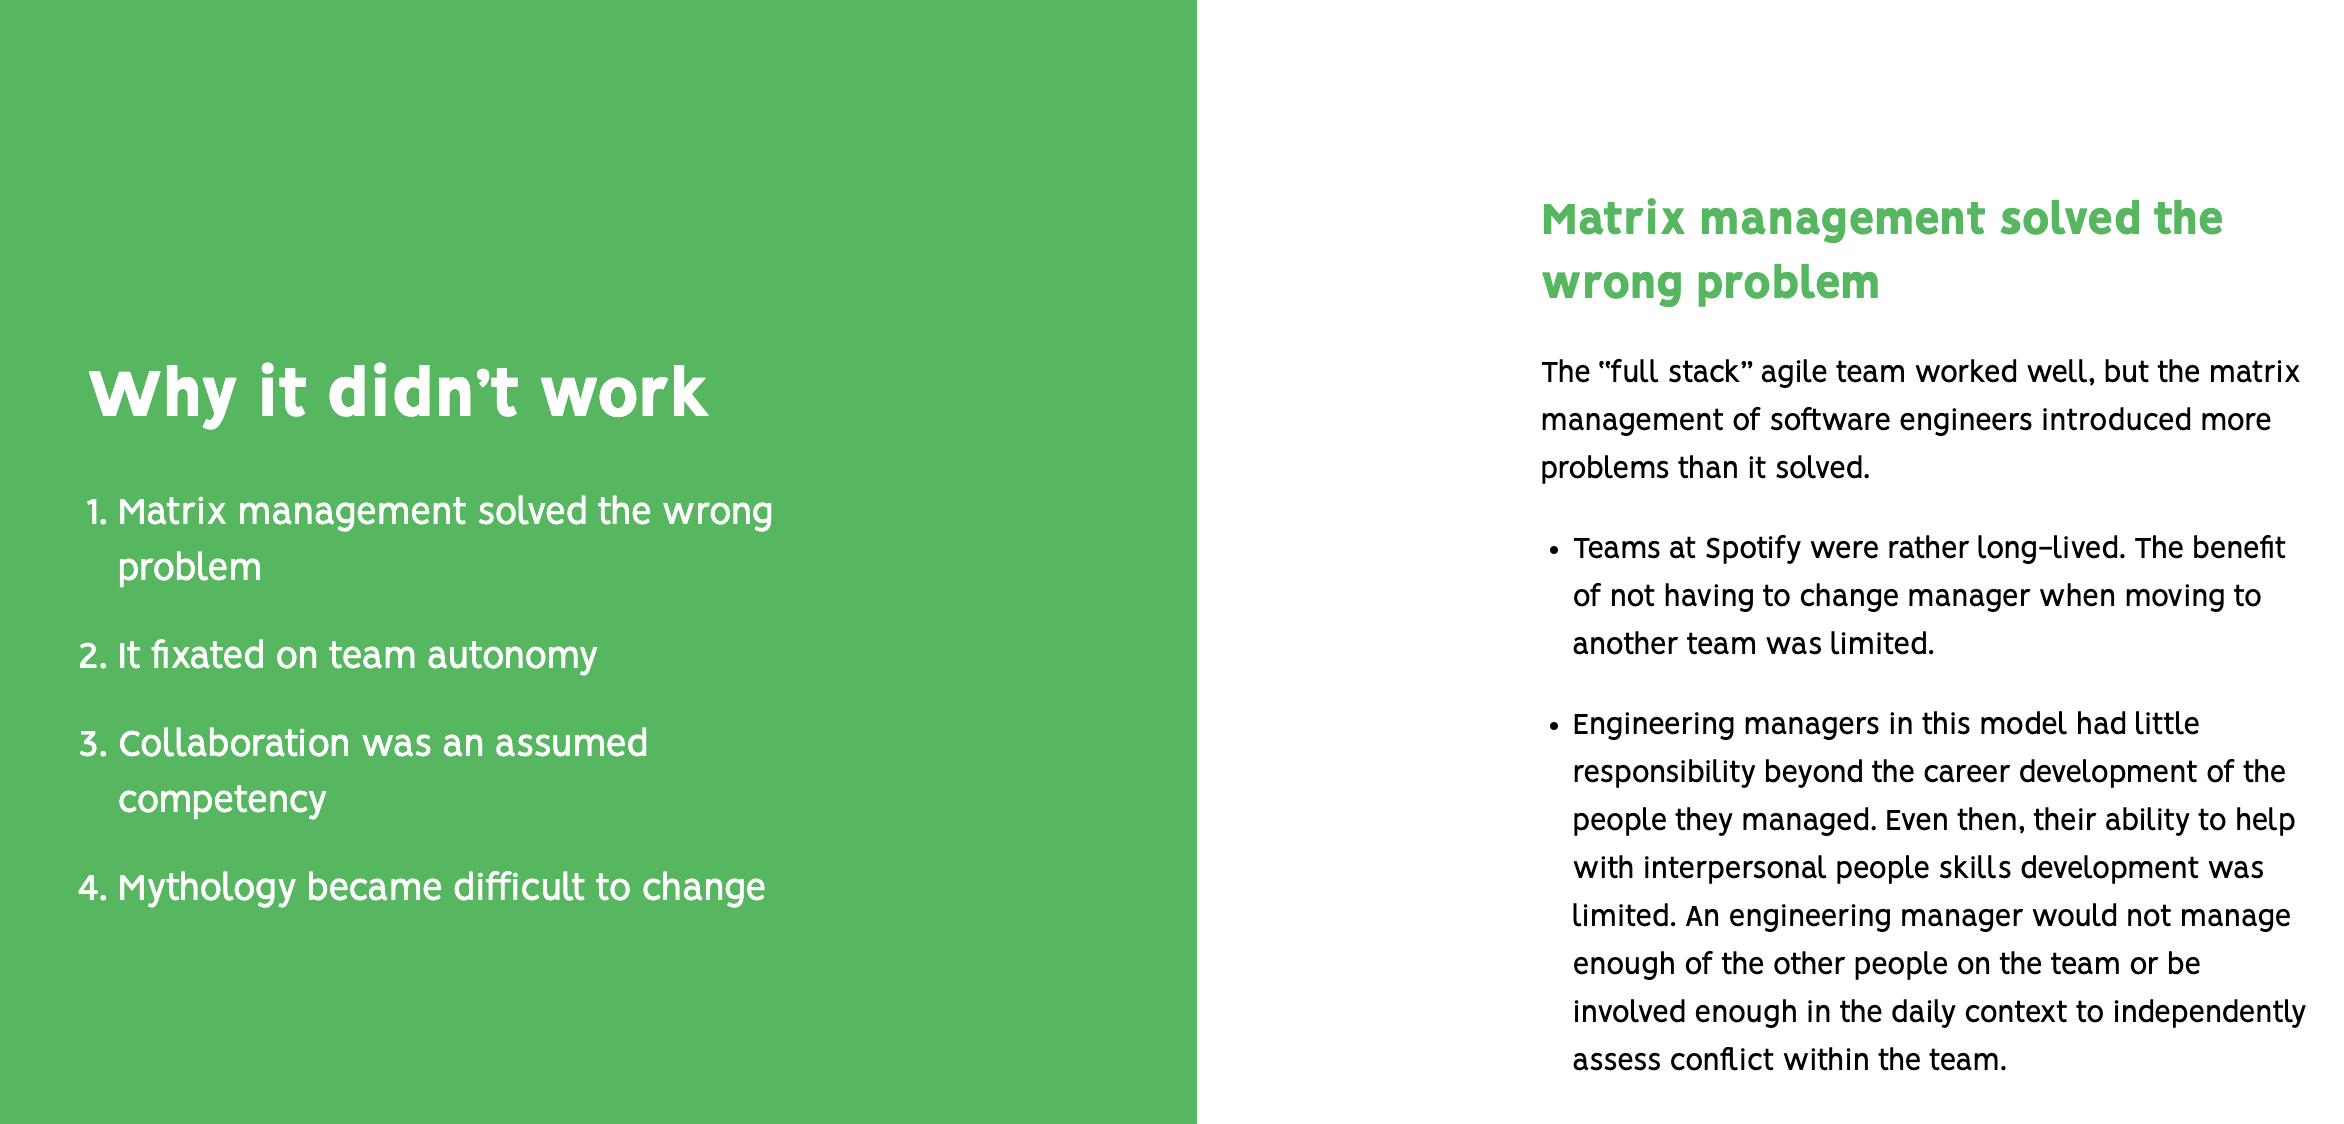 Why it didn’t work
1. Matrix management solved the wrong
problem
2. It fixated on team autonomy
3. Collaboration was an assumed
competency
4. Mythology became difficult to change
Matrix management solved the
wrong problem
The “full stack” agile team worked well, but the matrix
management of software engineers introduced more
problems than it solved.
• Teams at Spotify were rather long-lived. The benefit
of not having to change manager when moving to
another team was limited.
• Engineering managers in this model had little
responsibility beyond the career development of the
people they managed. Even then, their ability to help
with interpersonal people skills development was
limited. An engineering manager would not manage
enough of the other people on the team or be
involved enough in the daily context to independently
assess conflict within the team.